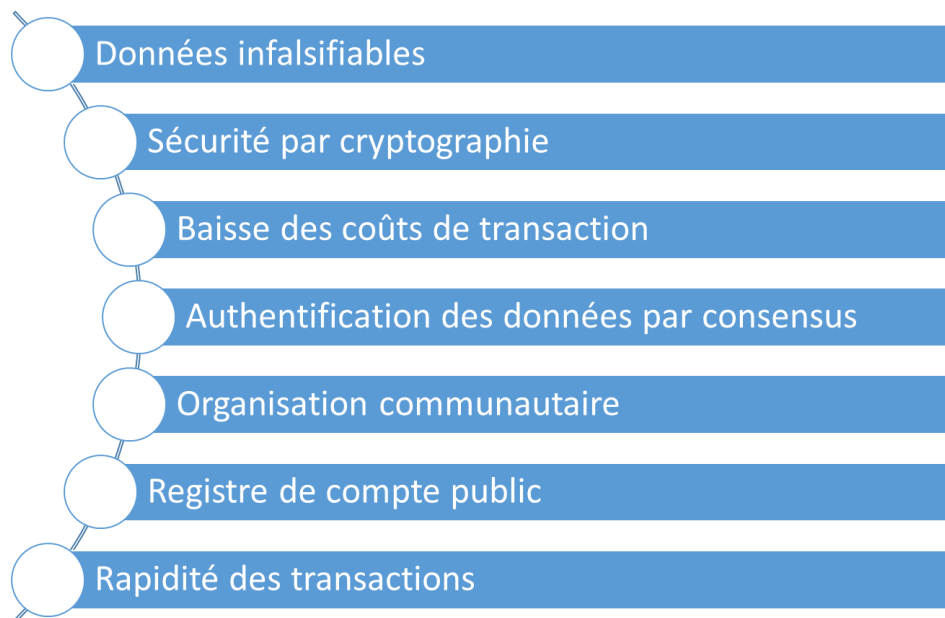 Données infalsifiables
Sécurité par cryptographie
Baisse des coûts de transaction
Authentification des données par consensus
Organisation communautaire
Registre de compte public
Rapidité des transactions